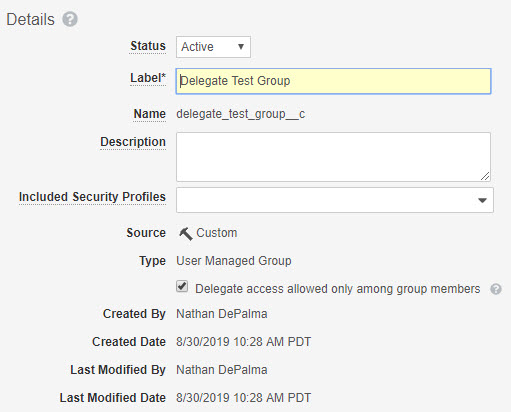 Details ?
Status Active
Label* Delegate Test Group
Name delegate_test_group__c
Description
Included Security Profiles
Source Custom
Type User Managed Group
Delegate access allowed only among group members ?
Created By Nathan DePalma
Created Date 8/30/2019 10:28 AM PDT
Last Modified By Nathan DePalma
Last Modified Date 8/30/2019 10:28 AM PDT